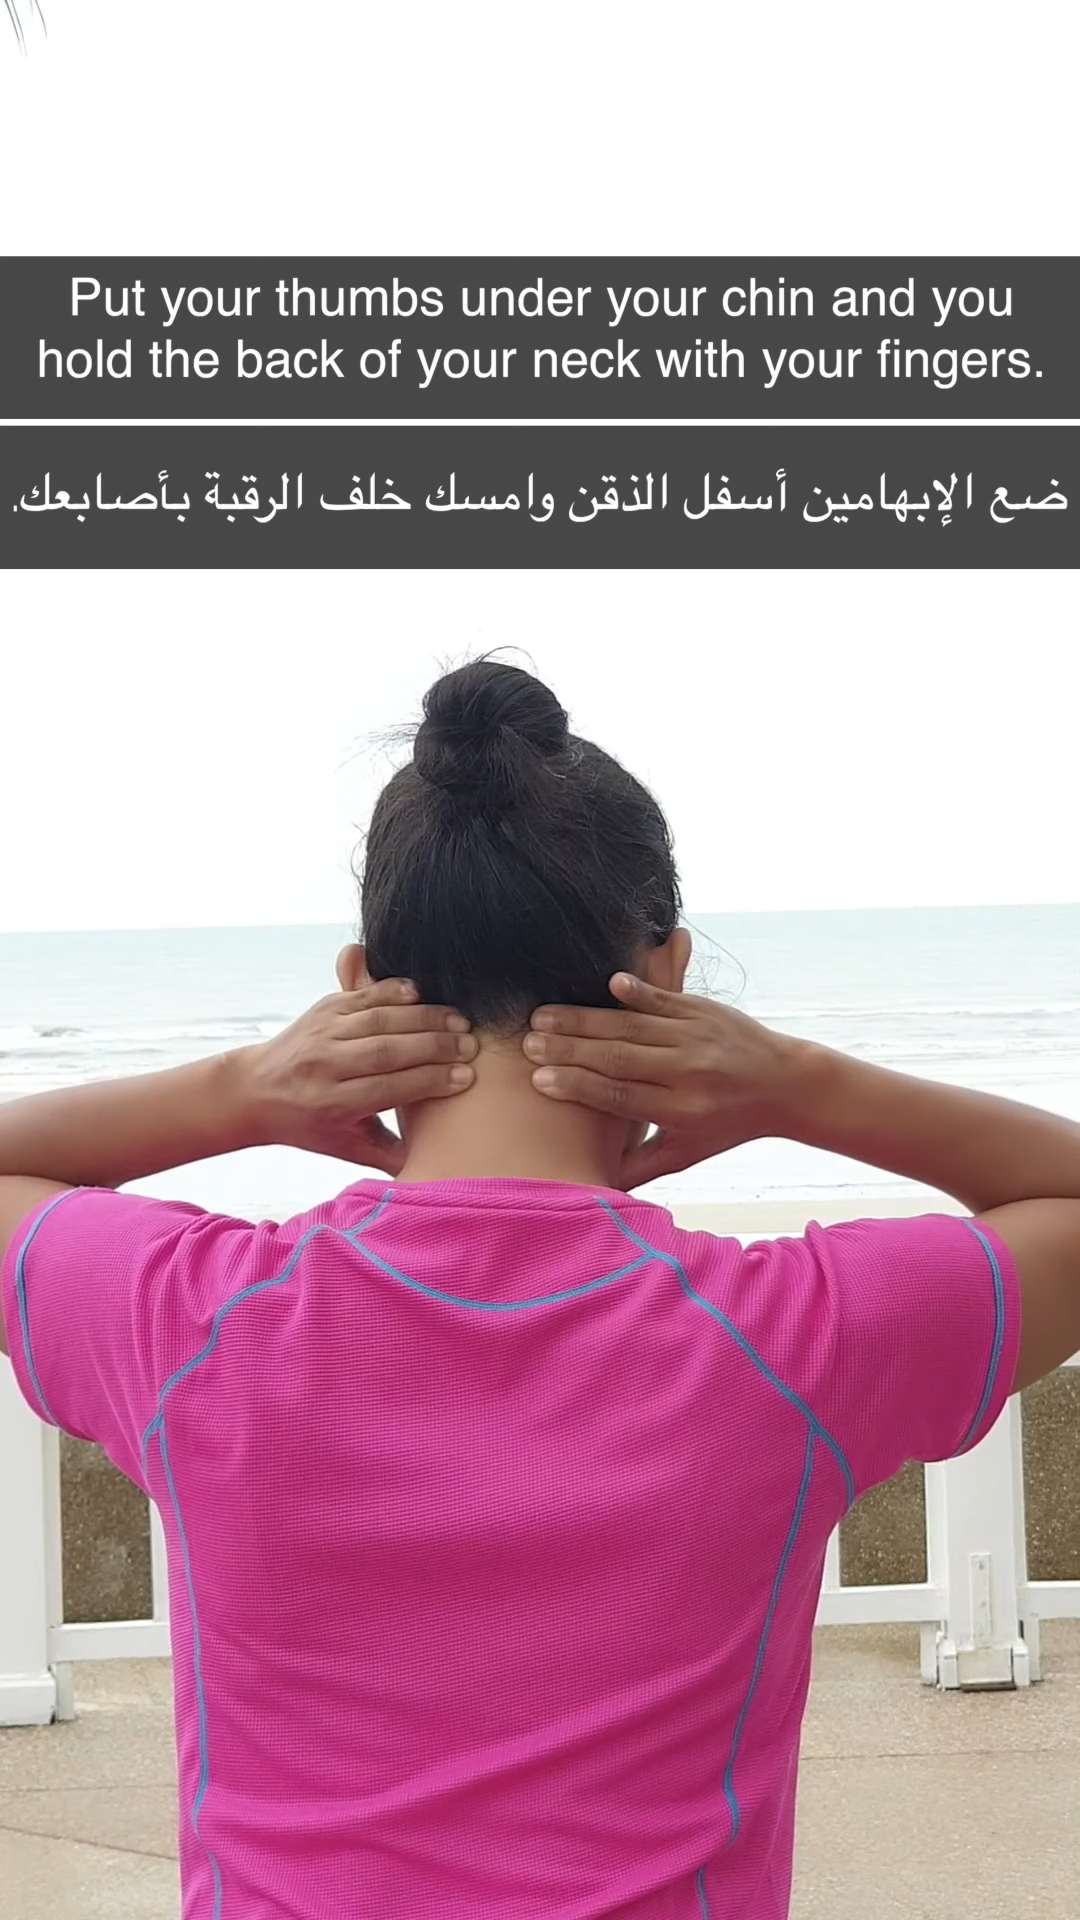 Put your thumbs under your chin and you
hold the back of your neck with your fingers.
ضع الإبهامين أسفل الذقن وامسك خلف الرقبة بأصابعك.